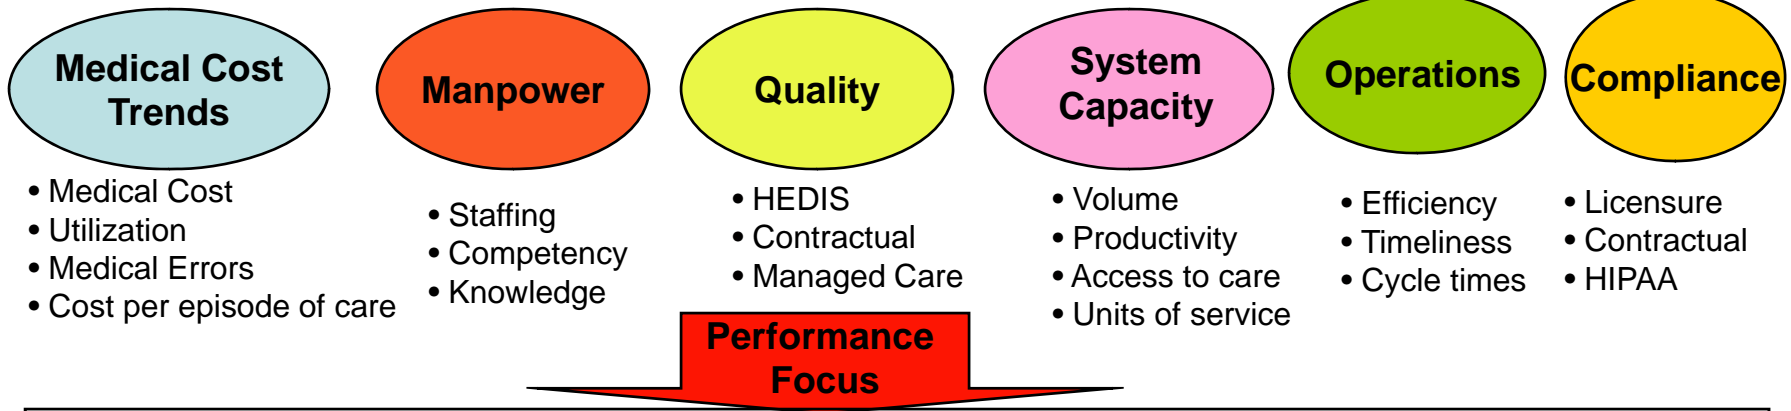 Medical Cost
Trends
• Medical Cost
• Utilization
• Medical Errors
• Cost per episode of care
Manpower
• Staffing
• Competency
• Knowledge
Quality
• HEDIS
• Contractual
• Managed Care
System
Capacity
• Volume
• Productivity
• Access to care
• Units of service
Operations
• Efficiency
• Timeliness
• Cycle times
Compliance
• Licensure
• Contractual
• HIPAA
Performance
Focus